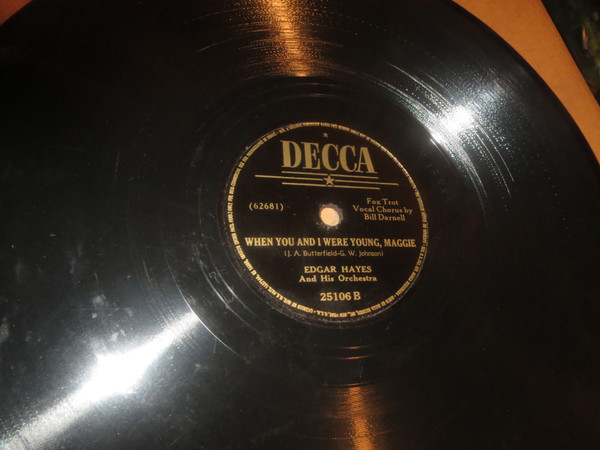 DECCA
(62681)
Fox Trot
Vocal Chorus by
Bill Darnell
WHEN YOU AND I WERE YOUNG, MAGGIE
(J. A. Butterfield-G. W. Johnson)
EDGAR HAYES
And His Orchestra
25106 B